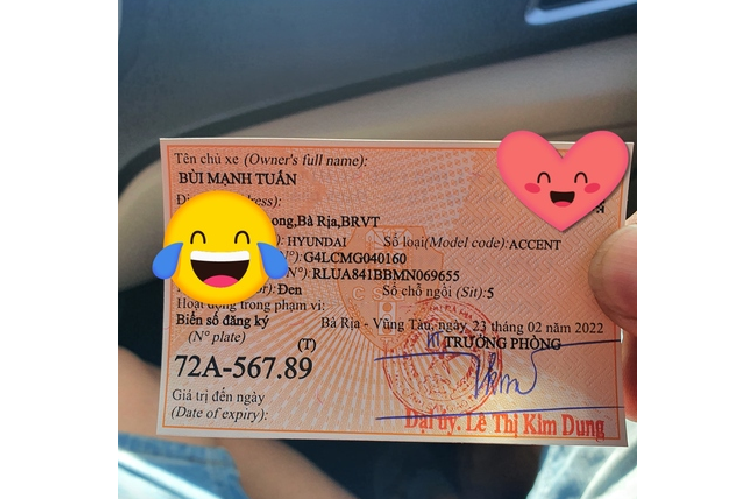 Tên chủ xe (Owner's full name):
BÙI MẠNH TUẤN
ong,Bà Rịa,BRVT
HYUNDAI Số loại(Model code):ACCENT
G4LCMG040160
RLUA841BBMN069655
Đen Số chỗ ngồi (Sit):5
Hoạt động trong phạm vi:
Biển số đăng ký Bà Rịa - Vũng Tàu, ngày 23 tháng 02 năm 2022
(N° plate) KT TRƯỞNG PHÒNG
(T)
72A-567.89
Giá trị đến ngày
(Date of expiry):
Đại úy. Lê Thị Kim Dung